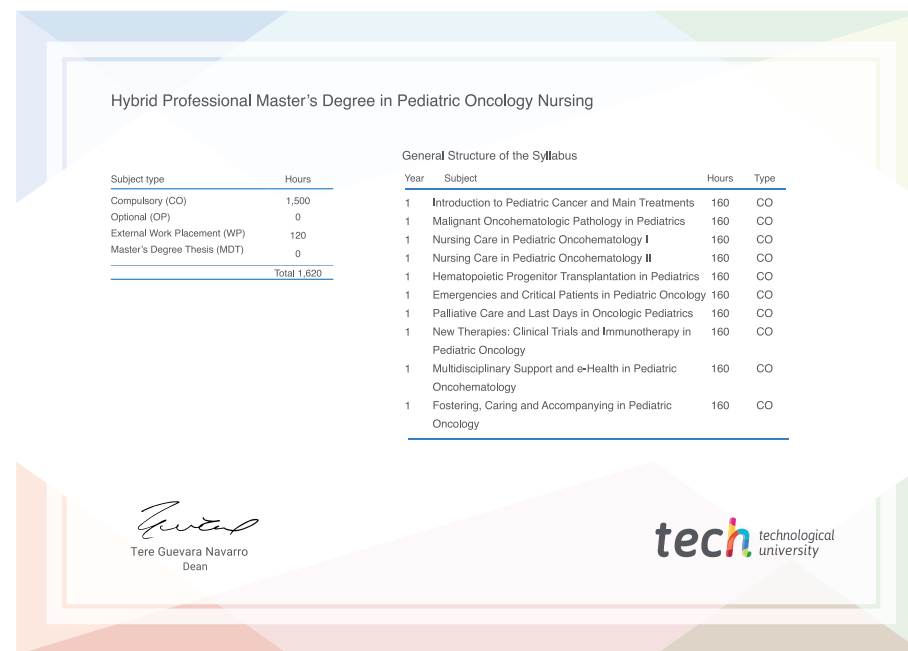 Hybrid Professional Master's Degree in Pediatric Oncology Nursing
Subject type Hours
Compulsory (CO) 1,500
Optional (OP) 0
External Work Placement (WP) 120
Master's Degree Thesis (MDT) 0
Total 1,620
General Structure of the Syllabus
Year Subject Hours Type
1 Introduction to Pediatric Cancer and Main Treatments 160 CO
1 Malignant Oncohematologic Pathology in Pediatrics 160 CO
1 Nursing Care in Pediatric Oncohematology I 160 CO
1 Nursing Care in Pediatric Oncohematology II 160 CO
1 Hematopoietic Progenitor Transplantation in Pediatrics 160 CO
1 Emergencies and Critical Patients in Pediatric Oncology 160 CO
1 Palliative Care and Last Days in Oncologic Pediatrics 160 CO
1 New Therapies: Clinical Trials and Immunotherapy in 160 CO
Pediatric Oncology
1 Multidisciplinary Support and e-Health in Pediatric 160 CO
Oncohematology
1 Fostering, Caring and Accompanying in Pediatric 160 CO
Oncology
Tere Guevara Navarro
Dean
tech technological
university